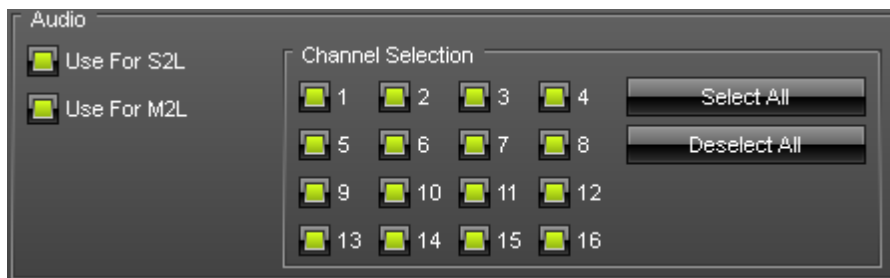 Audio
Use For S2L
Use For M2L
Channel Selection
1 2 3 4 Select All
5 6 7 8 Deselect All
9 10 11 12
13 14 15 16